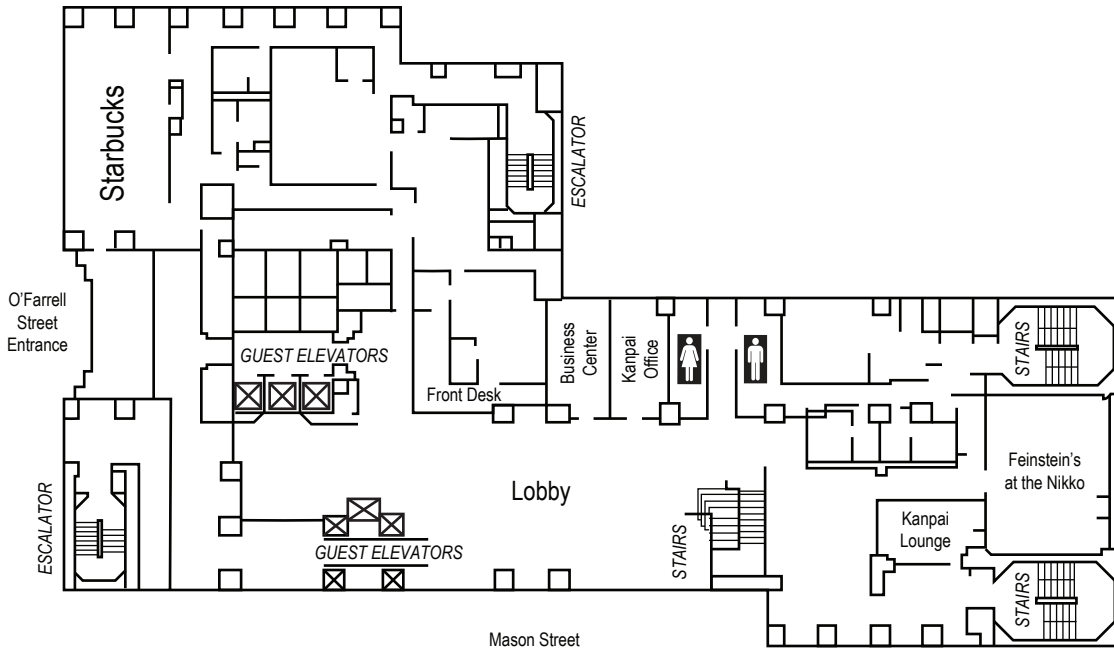 Starbucks
ESCALATOR
O'Farrell
Street
Entrance
GUEST ELEVATORS
Front Desk
Business
Center
Kanpai
Office
STAIRS
ESCALATOR
Lobby
GUEST ELEVATORS
STAIRS
Feinstein's
at the Nikko
Kanpai
Lounge
STAIRS
Mason Street